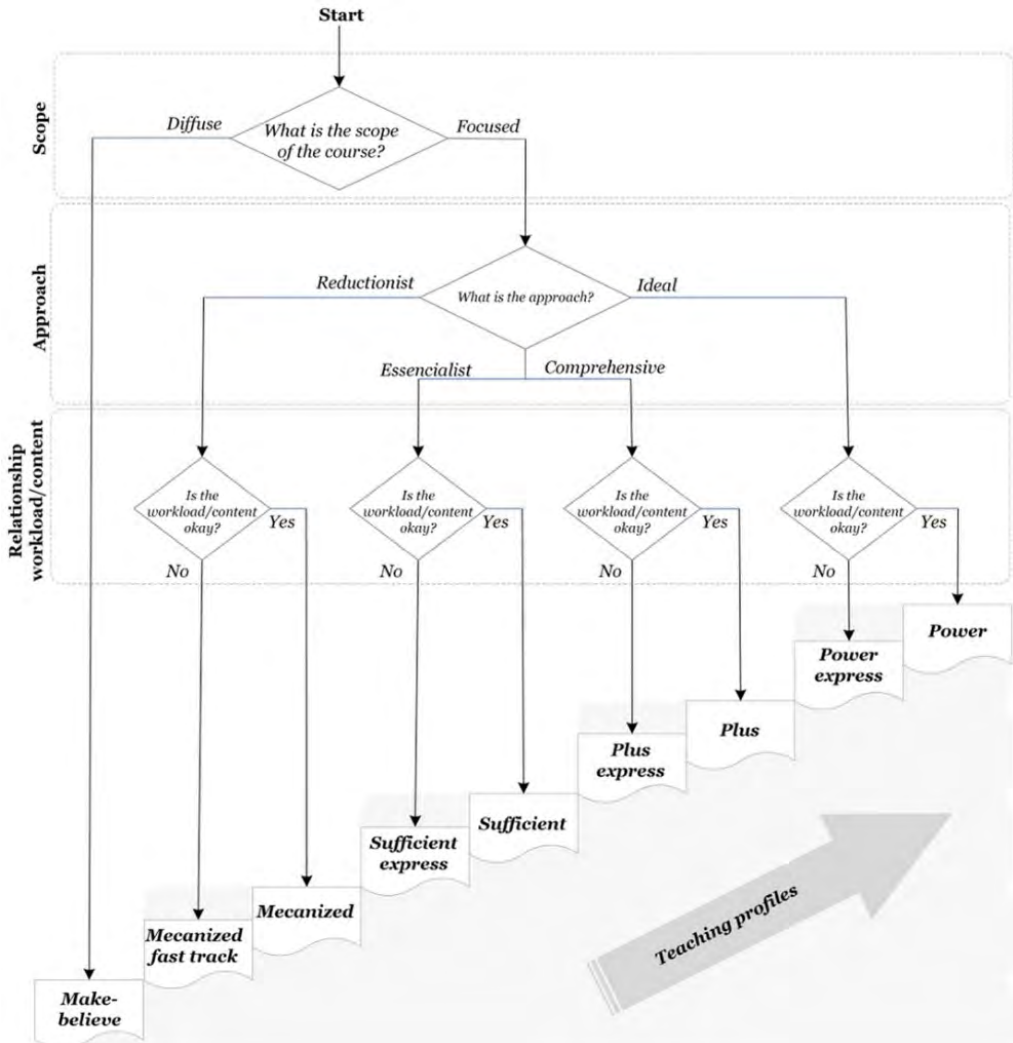 Start
Scope
Diffuse
What is the scope
of the course?
Focused
Approach
Reductionist
What is the approach?
Ideal
Essencialist
Comprehensive
Relationship
workload/content
Is the
workload/content
okay?
Yes
No
Is the
workload/content
okay?
Yes
No
Is the
workload/content
okay?
Yes
No
Is the
workload/content
okay?
Yes
No
Power
Power
express
Plus
Plus
express
Sufficient
Sufficient
express
Mecanized
Mecanized
fast track
Make-
believe
Teaching profiles